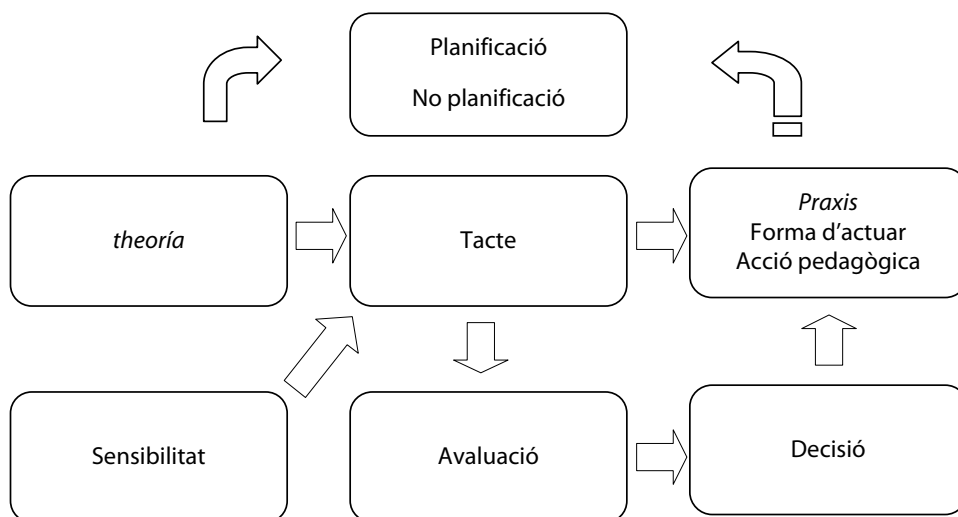 Planificació
No planificació
theoría
Tacte
Praxis
Forma d’actuar
Acció pedagògica
Sensibilitat
Avaluació
Decisió